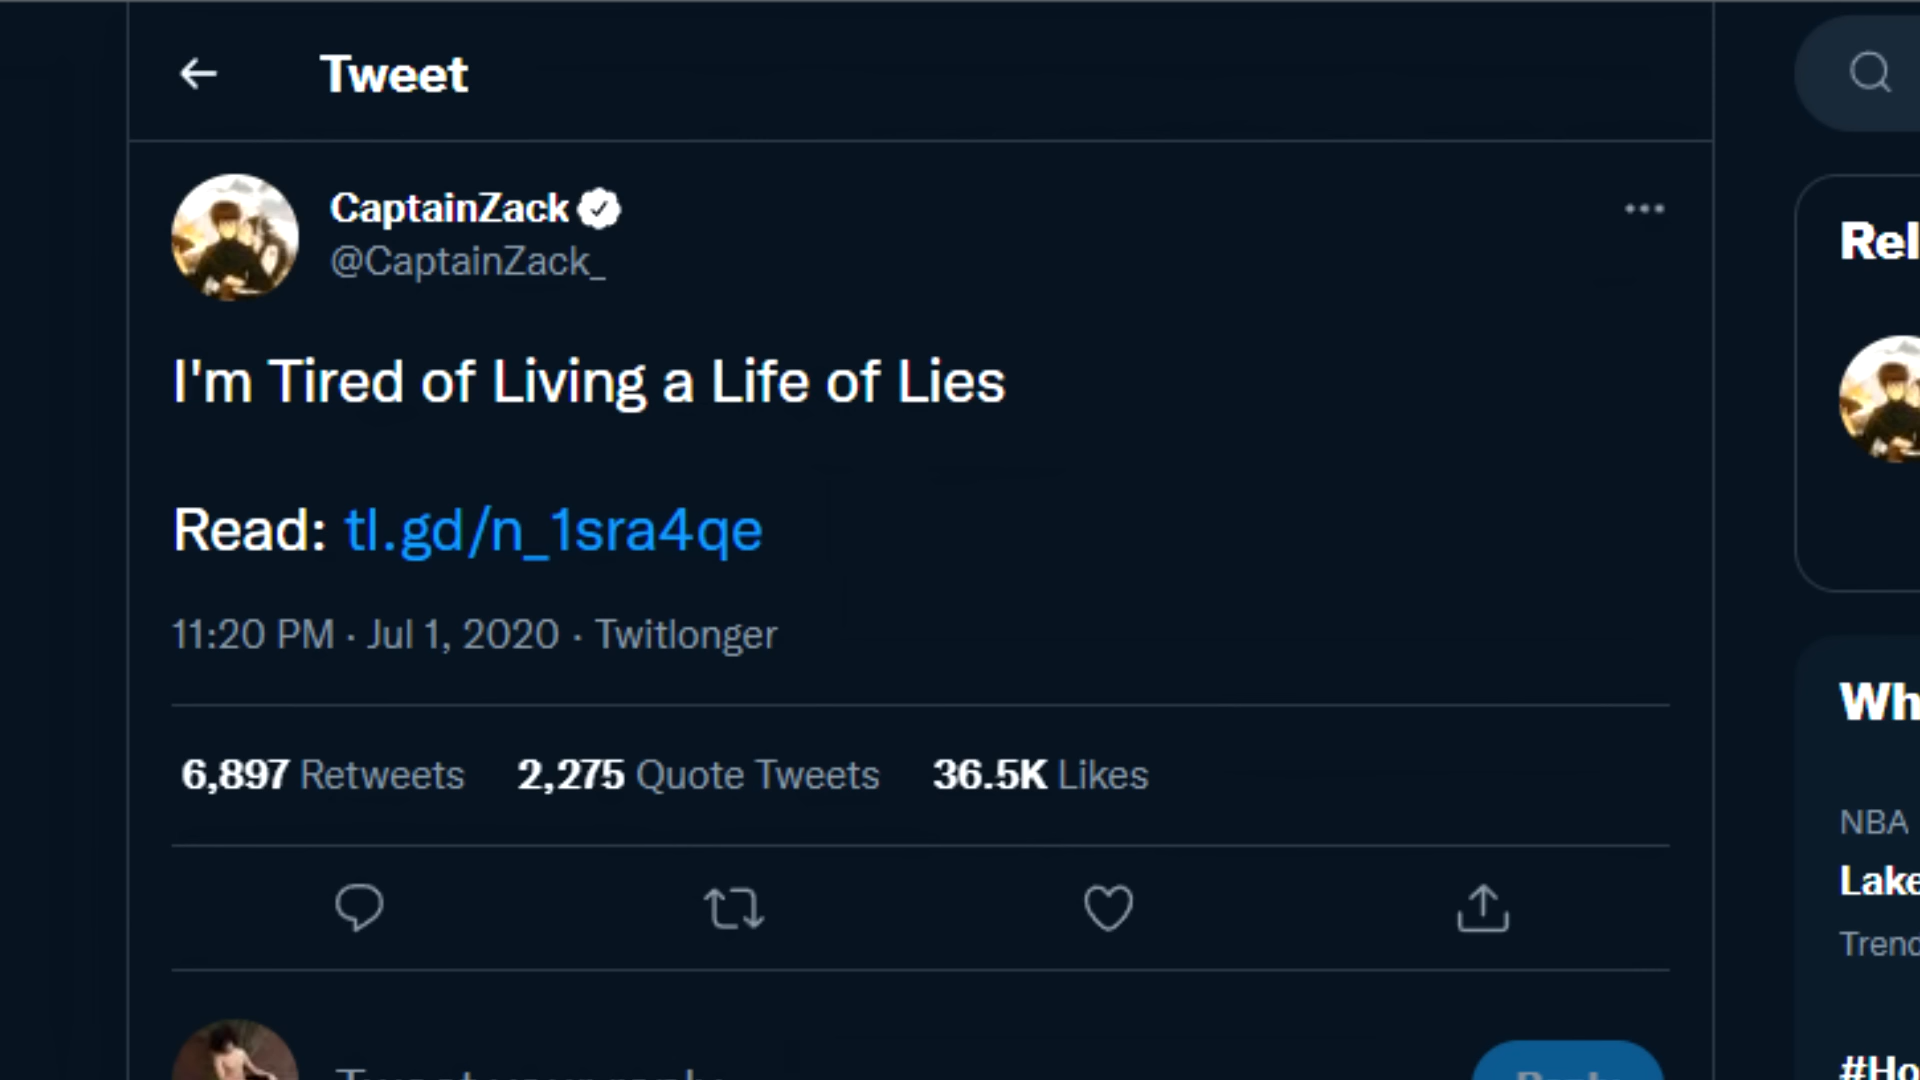 Tweet
CaptainZack
@CaptainZack_
I'm Tired of Living a Life of Lies
Read: tl.gd/n_1sra4qe
11:20 PM · Jul 1, 2020 · Twitlonger
6,897 Retweets 2,275 Quote Tweets 36.5K Likes
Rel
Wh
NBA
Lake
Trend
#Ho